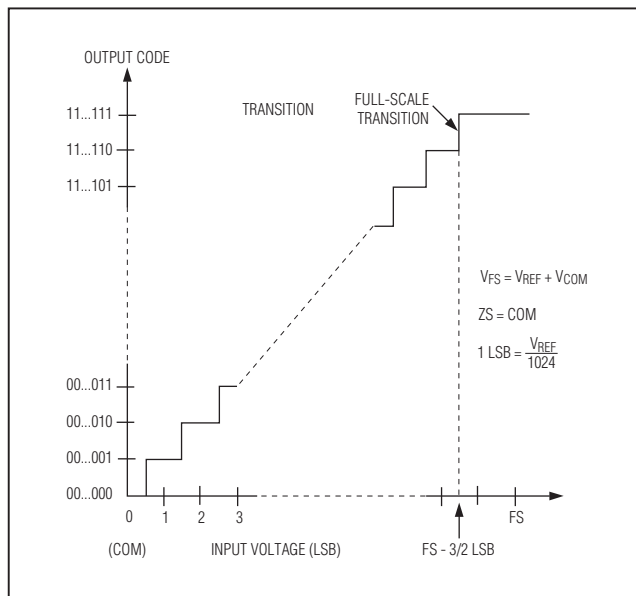 OUTPUT CODE
TRANSITION
FULL-SCALE
TRANSITION
11...111
11...110
11...101
VFS = VREF + VCOM
ZS = COM
1 LSB = VREF
1024
00...011
00...010
00...001
00...000
0
1
2
3
FS
(COM)
INPUT VOLTAGE (LSB)
FS - 3/2 LSB